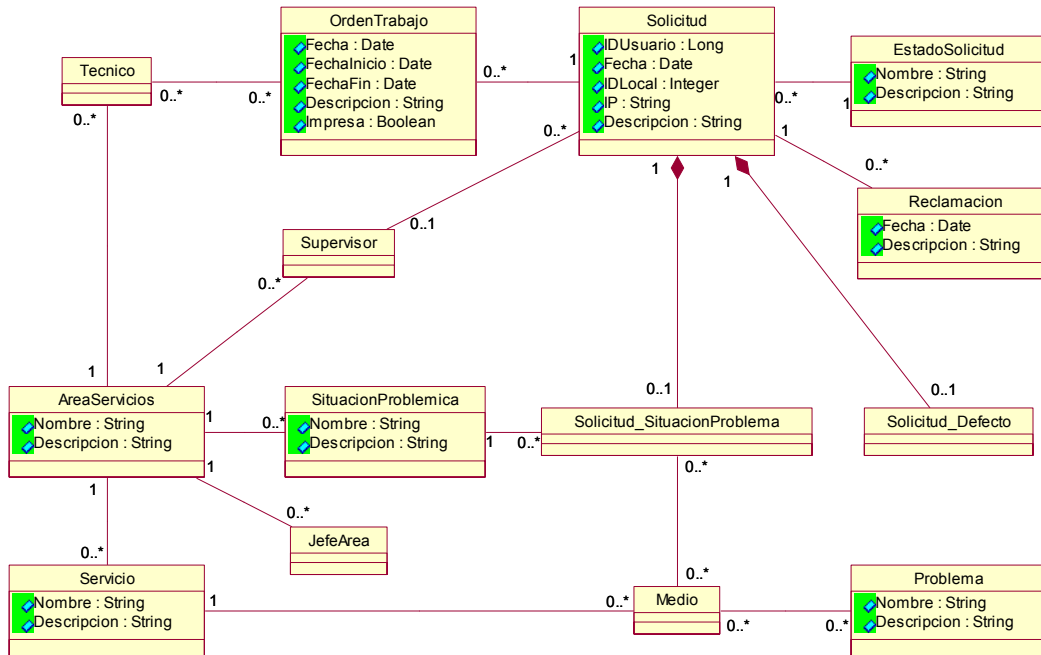 OrdenTrabajo
Fecha : Date
FechaInicio : Date
FechaFin : Date
Descripcion : String
Impresa : Boolean
Solicitud
IDUsuario : Long
Fecha : Date
IDLocal : Integer
IP : String
Descripcion : String
EstadoSolicitud
Nombre : String
Descripcion : String
Tecnico
0..*
0..*
0..*
1
0..*
1
0..*
0..*
1
0..*
1
1
Reclamacion
Fecha : Date
Descripcion : String
Supervisor
0..1
0..*
1
1
0..1
0..1
AreaServicios
Nombre : String
Descripcion : String
1
0..*
SituacionProblemica
Nombre : String
Descripcion : String
1
0..*
Solicitud_SituacionProblema
Solicitud_Defecto
1
1
0..*
0..*
JefeArea
0..*
0..*
Servicio
Nombre : String
Descripcion : String
1
0..*
Medio
0..*
0..*
Problema
Nombre : String
Descripcion : String